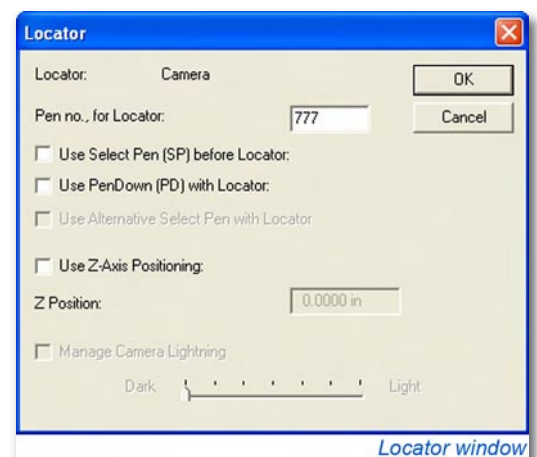 Locator
Locator: Camera OK
Pen no., for Locator: 777 Cancel
Use Select Pen (SP) before Locator:
Use PenDown (PD) with Locator:
Use Alternative Select Pen with Locator
Use Z-Axis Positioning:
Z Position: 0.0000 in
Manage Camera Lightning
Dark Light
Locator window